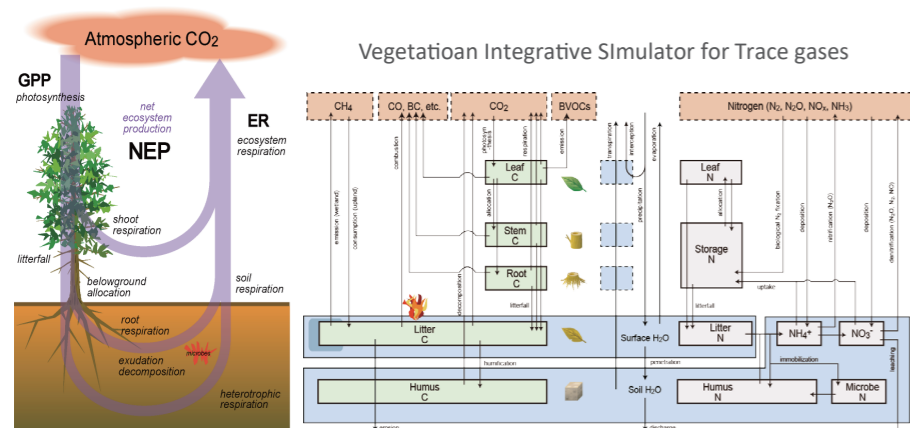 Atmospheric CO2
GPP
photosynthesis
net
ecosystem
production
NEP
ER
ecosystem
respiration
shoot
respiration
litterfall
belowground
allocation
soil
respiration
root
respiration
exudation
decomposition
microbes
heterotrophic
respiration
Vegetatioan Integrative SImulator for Trace gases
CH4
CO, BC, etc.
CO2
BVOCs
Nitrogen (N2, N2O, NOx, NH3)
emission (wetland)
consumption (upland)
combustion
photosyn
thesis
respiration
emission
transpiration
interception
precipitation
evaporation
biological N2 fixation
deposition
nitrification (N2O)
deposition
denitrification (N2O, N2, NO)
Leaf
C
allocation
Stem
C
Root
C
decomposition
litterfall
Leaf
N
allocation
Storage
N
uptake
litterfall
Litter
C
Surface H2O
Litter
N
NH4+
NO3-
humification
penetration
immobilization
leaching
Humus
C
Soil H2O
Humus
N
Microbe
N
erosion
discharge